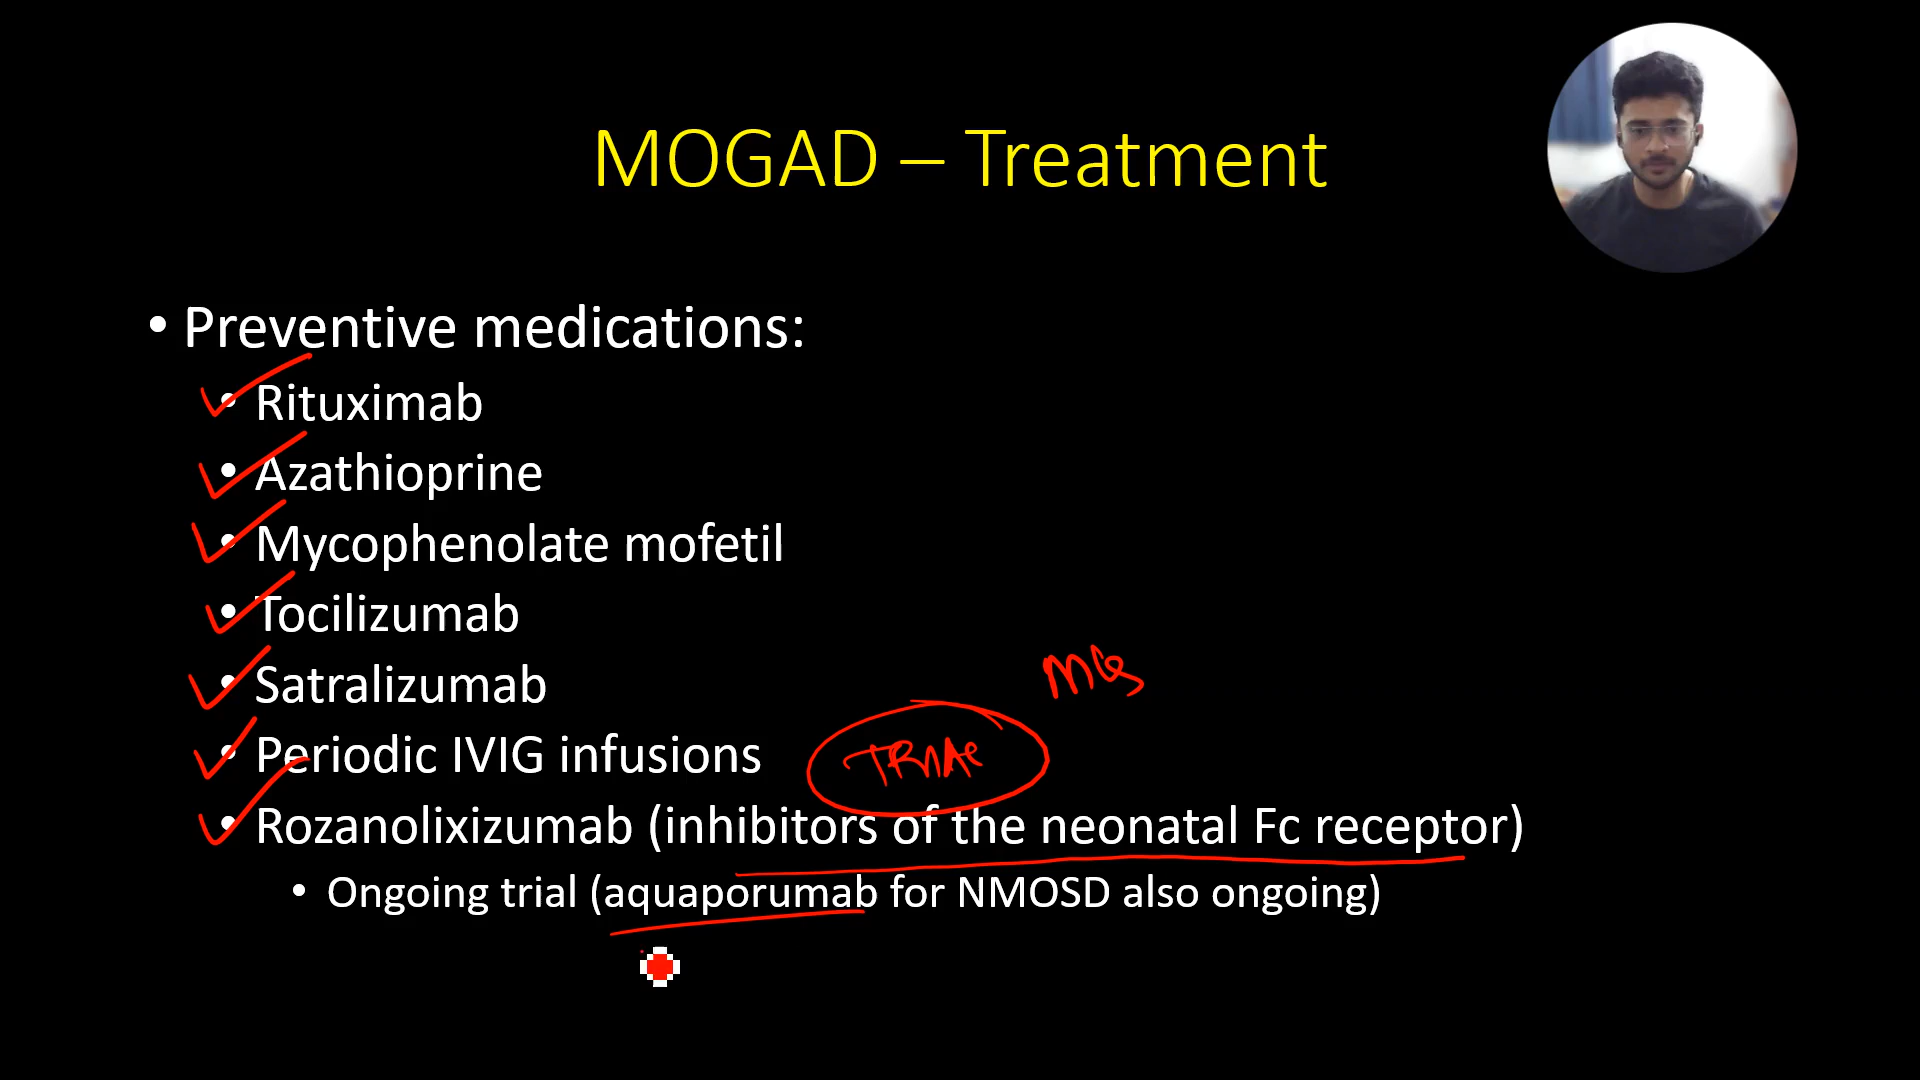 MOGAD – Treatment
• Preventive medications:
• Rituximab
• Azathioprine
• Mycophenolate mofetil
• Tocilizumab
• Satralizumab
MG
• Periodic IVIG infusions
• Rozanolixizumab (inhibitors of the neonatal Fc receptor)
• Ongoing trial (aquaporumab for NMOSD also ongoing)